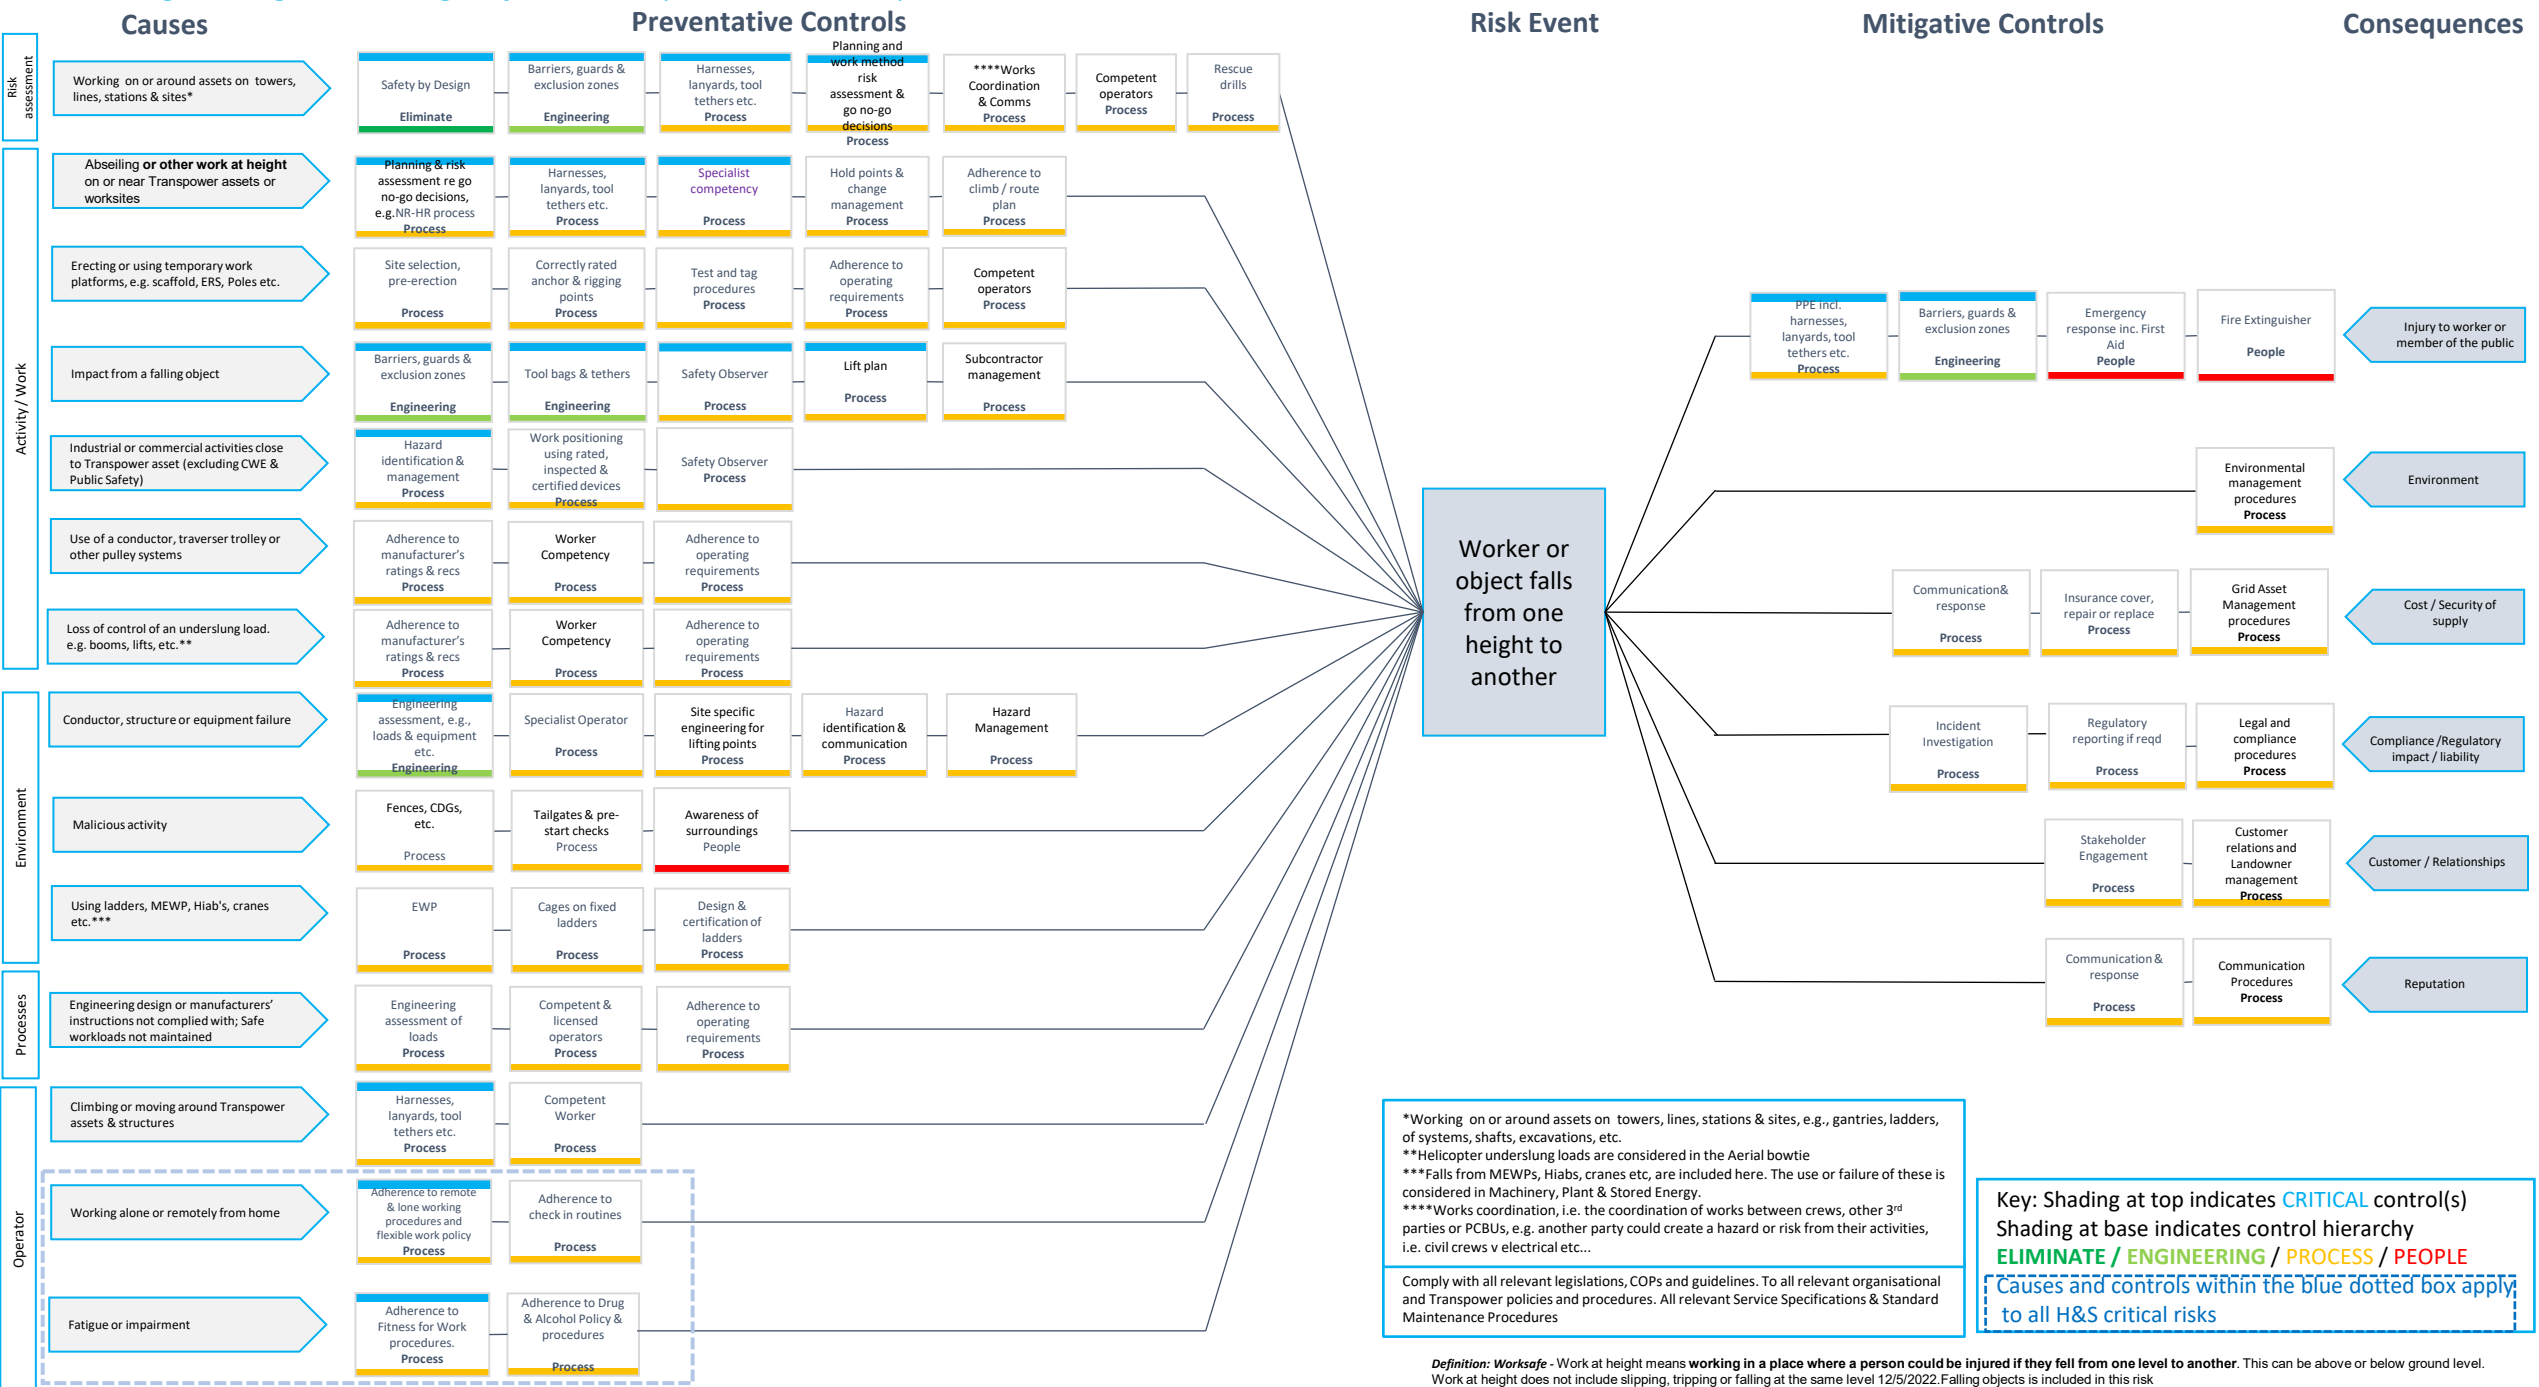 Causes
Preventative Controls
Risk Event
Mitigative Controls
Consequences
Risk
assessment
Working on or around assets on towers,
lines, stations & sites*
Safety by Design
Eliminate
Barriers, guards &
exclusion zones
Engineering
Harnesses,
lanyards, tool
tethers etc.
Process
Planning and
work method
risk
assessment &
go no-go
decisions
Process
****Works
Coordination
& Comms
Process
Competent
operators
Process
Rescue
drills
Process
Activity / Work
Abseiling or other work at height
on or near Transpower assets or
worksites
Planning & risk
assessment re go
no-go decisions,
e.g.NR-HR process
Process
Harnesses,
lanyards, tool
tethers etc.
Process
Specialist
competency
Process
Hold points &
change
management
Process
Adherence to
climb / route
plan
Process
Erecting or using temporary work
platforms, e.g. scaffold, ERS, Poles etc.
Site selection,
pre-erection
Process
Correctly rated
anchor & rigging
points
Process
Test and tag
procedures
Process
Adherence to
operating
requirements
Process
Competent
operators
Process
Impact from a falling object
Barriers, guards &
exclusion zones
Engineering
Tool bags & tethers
Engineering
Safety Observer
Process
Lift plan
Process
Subcontractor
management
Process
Industrial or commercial activities close
to Transpower asset (excluding CWE &
Public Safety)
Hazard
identification &
management
Process
Work positioning
using rated,
inspected &
certified devices
Process
Safety Observer
Process
Use of a conductor, traverser trolley or
other pulley systems
Adherence to
manufacturer's
ratings & recs
Process
Worker
Competency
Process
Adherence to
operating
requirements
Process
Loss of control of an underslung load.
e.g. booms, lifts, etc.**
Adherence to
manufacturer's
ratings & recs
Process
Worker
Competency
Process
Adherence to
operating
requirements
Process
Environment
Conductor, structure or equipment failure
Engineering
assessment, e.g.,
loads & equipment
etc.
Engineering
Specialist Operator
Process
Site specific
engineering for
lifting points
Process
Hazard
identification &
communication
Process
Hazard
Management
Process
Malicious activity
Fences, CDGs,
etc.
Process
Tailgates & pre-
start checks
Process
Awareness of
surroundings
People
Using ladders, MEWP, Hiab's, cranes
etc.***
EWP
Process
Cages on fixed
ladders
Process
Design &
certification of
ladders
Process
Processes
Engineering design or manufacturers'
instructions not complied with; Safe
workloads not maintained
Engineering
assessment of
loads
Process
Competent &
licensed
operators
Process
Adherence to
operating
requirements
Process
Operator
Climbing or moving around Transpower
assets & structures
Harnesses,
lanyards, tool
tethers etc.
Process
Competent
Worker
Process
Working alone or remotely from home
Adherence to remote
& lone working
procedures and
flexible work policy
Process
Adherence to
check in routines
Process
Fatigue or impairment
Adherence to
Fitness for Work
procedures.
Process
Adherence to Drug
& Alcohol Policy &
procedures
Process
Worker or
object falls
from one
height to
another
PPE incl.
harnesses,
lanyards, tool
tethers etc.
Process
Barriers, guards &
exclusion zones
Engineering
Emergency
response inc. First
Aid
People
Fire Extinguisher
People
Injury to worker or
member of the public
Environmental
management
procedures
Process
Environment
Communication&
response
Process
Insurance cover,
repair or replace
Process
Grid Asset
Management
procedures
Process
Cost / Security of
supply
Incident
Investigation
Process
Regulatory
reporting if reqd
Process
Legal and
compliance
procedures
Process
Compliance /Regulatory
impact / liability
Stakeholder
Engagement
Process
Customer
relations and
Landowner
management
Process
Customer / Relationships
Communication &
response
Process
Communication
Procedures
Process
Reputation
*Working on or around assets on towers, lines, stations & sites, e.g., gantries, ladders,
of systems, shafts, excavations, etc.
**Helicopter underslung loads are considered in the Aerial bowtie
***Falls from MEWPs, Hiabs, cranes etc, are included here. The use or failure of these is
considered in Machinery, Plant & Stored Energy.
****Works coordination, i.e. the coordination of works between crews, other 3rd
parties or PCBUs, e.g. another party could create a hazard or risk from their activities,
i.e. civil crews v electrical etc...
Comply with all relevant legislations, COPs and guidelines. To all relevant organisational
and Transpower policies and procedures. All relevant Service Specifications & Standard
Maintenance Procedures
Key: Shading at top indicates CRITICAL control(s)
Shading at base indicates control hierarchy
ELIMINATE / ENGINEERING / PROCESS / PEOPLE
Causes and controls within the blue dotted box apply
to all H&S critical risks
Definition: Worksafe - Work at height means working in a place where a person could be injured if they fell from one level to another. This can be above or below ground level.
Work at height does not include slipping, tripping or falling at the same level 12/5/2022.Falling objects is included in this risk